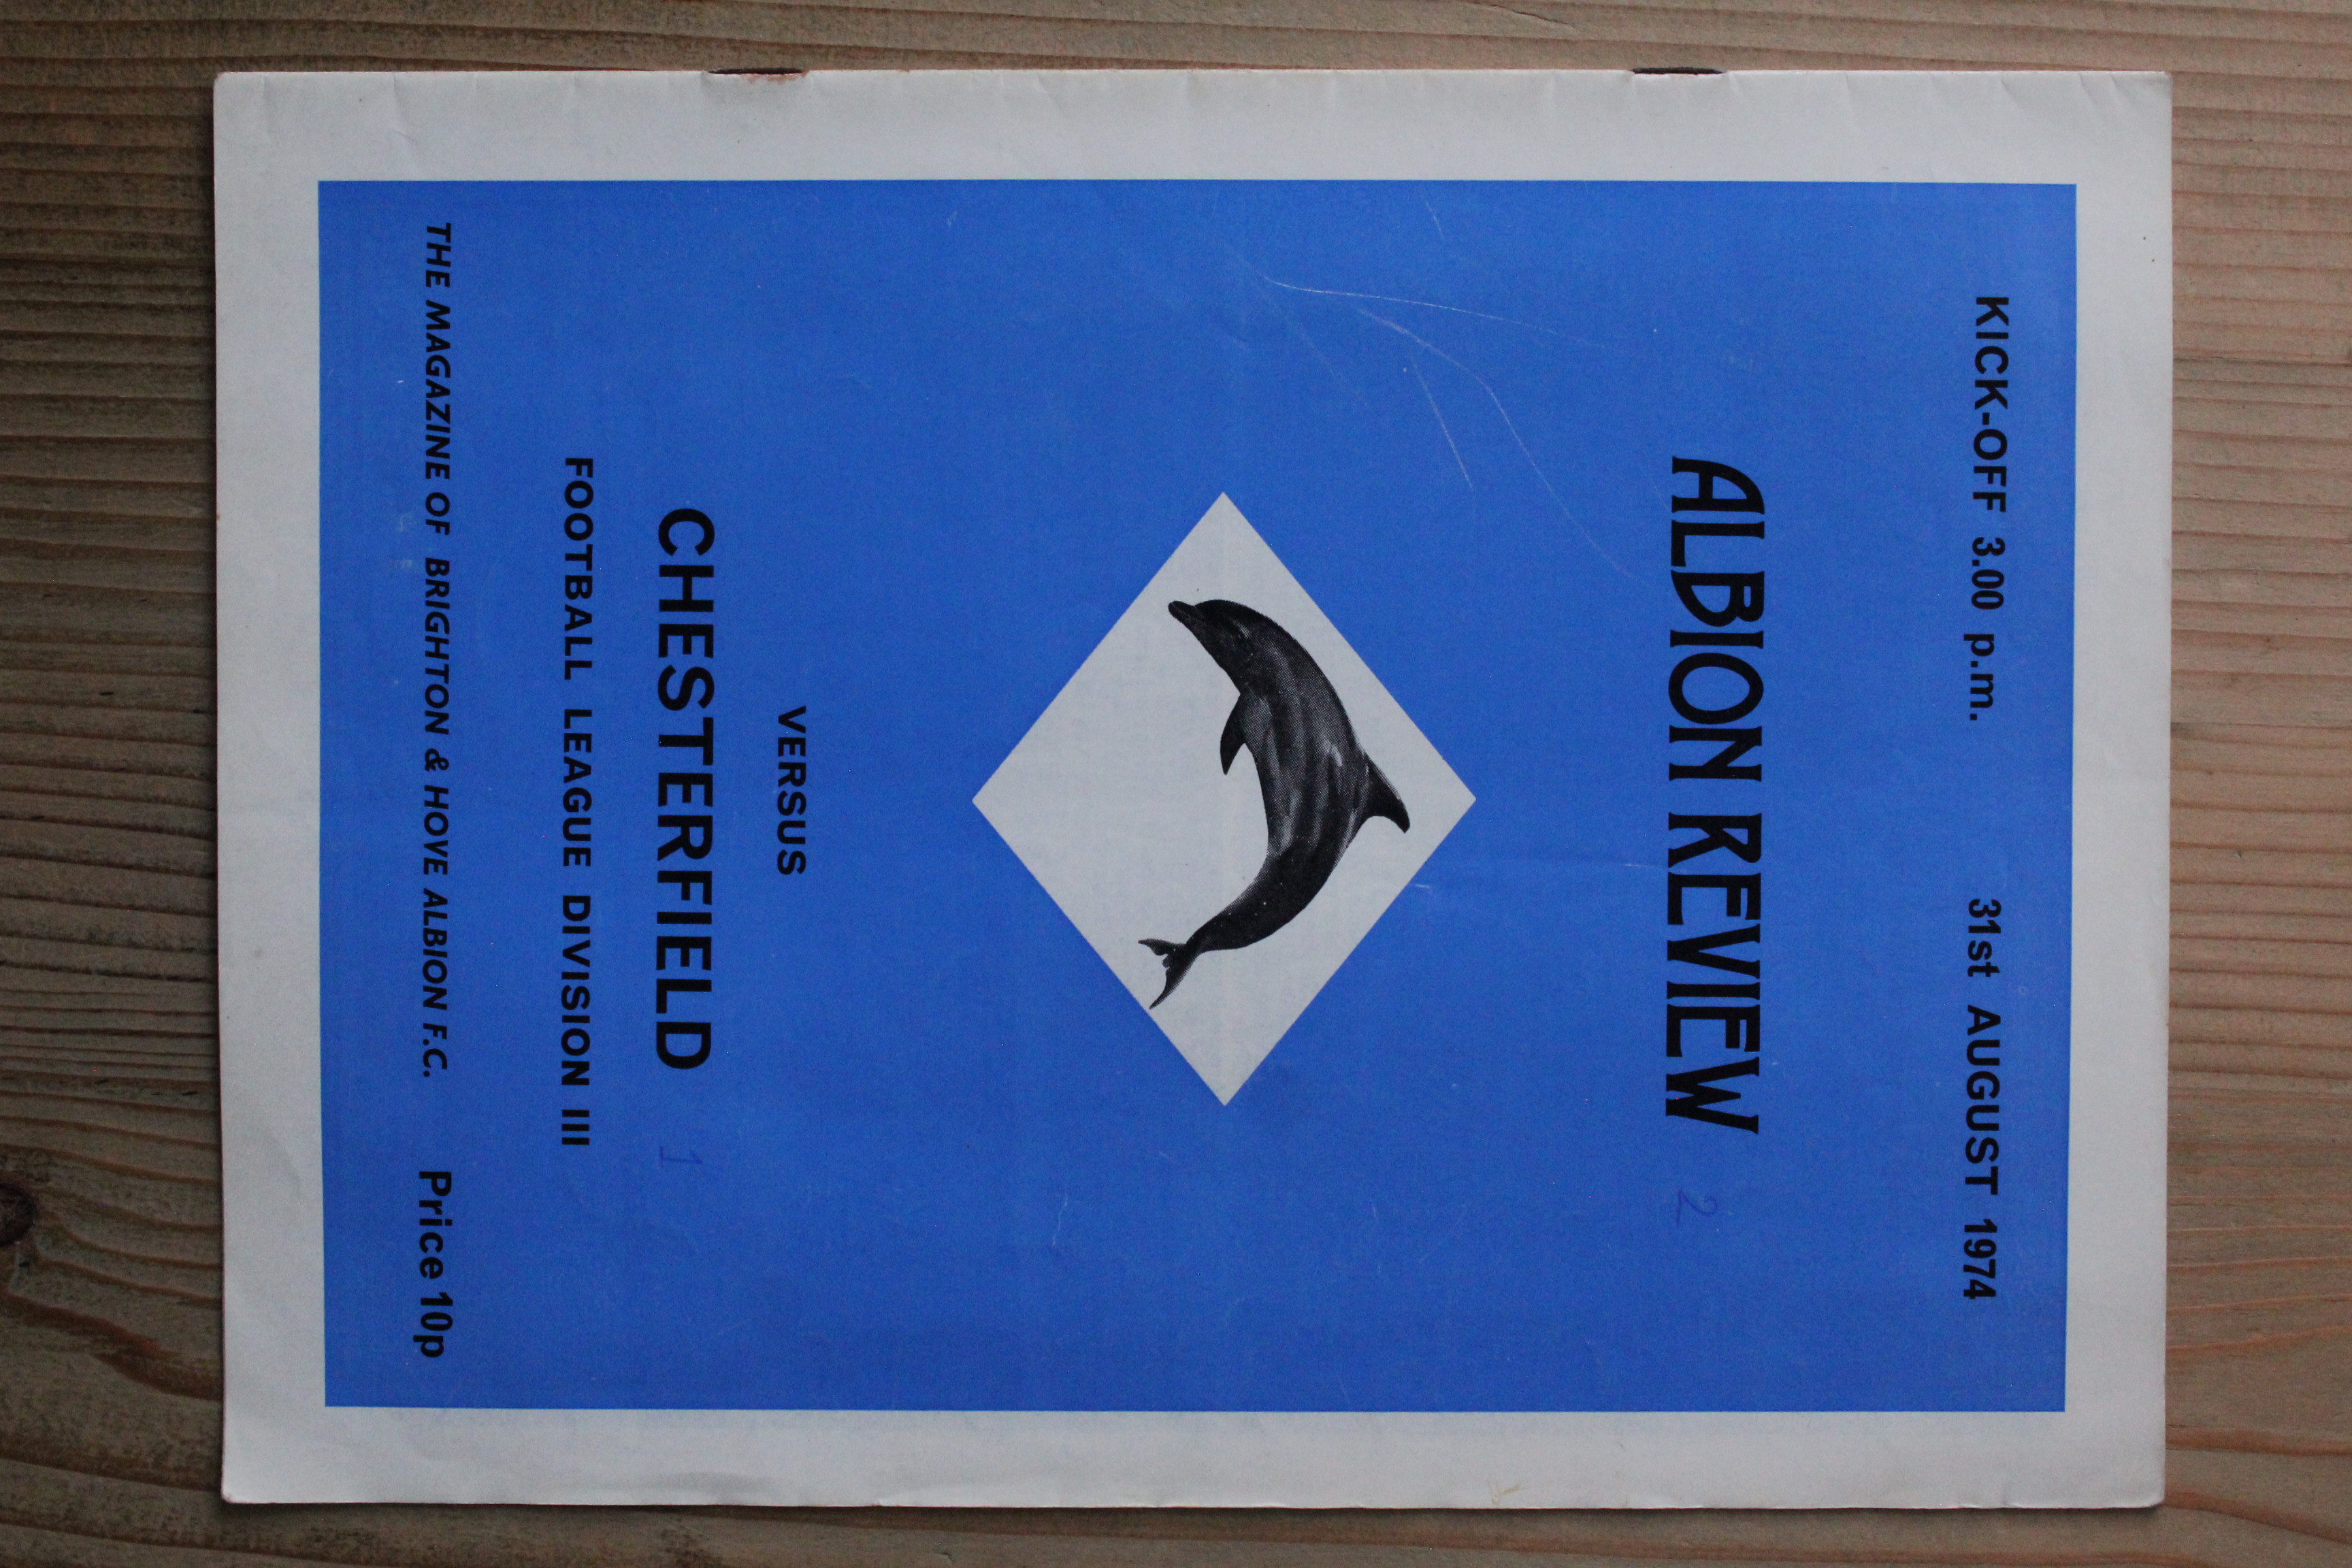 KICK-OFF 3.00 p.m. 31st AUGUST 1974
ALBION REVIEW 2
VERSUS
CHESTERFIELD 1
FOOTBALL LEAGUE DIVISION III
THE MAGAZINE OF BRIGHTON & HOVE ALBION F.C. Price 10p